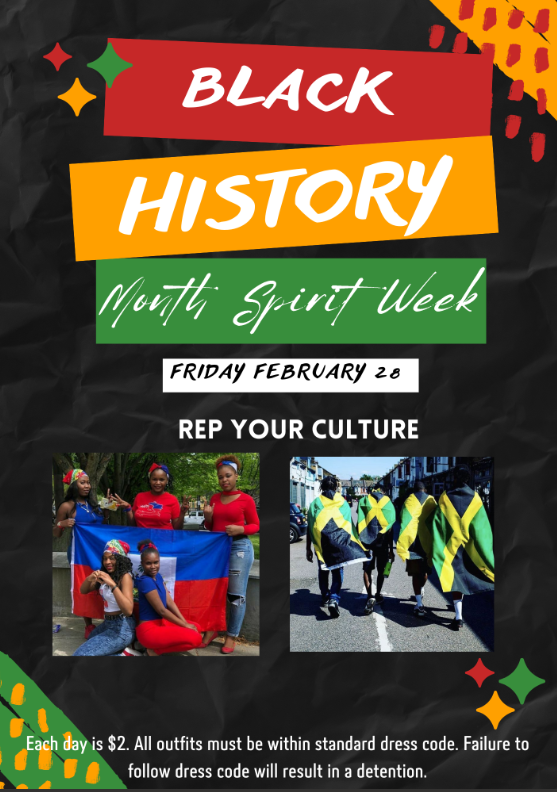 BLACK
HISTORY
Month Spirit Week
FRIDAY FEBRUARY 28
REP YOUR CULTURE
Each day is $2. All outfits must be within standard dress code. Failure to
follow dress code will result in a detention.